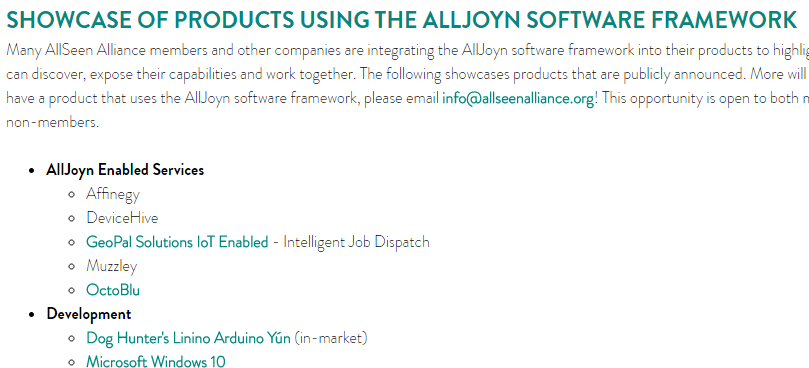 SHOWCASE OF PRODUCTS USING THE ALLJOYN SOFTWARE FRAMEWORK
Many AllSeen Alliance members and other companies are integrating the AllJoyn software framework into their products to
can discover, expose their capabilities and work together. The following showcases products that are publicly announced. More will
have a product that uses the AllJoyn software framework, please email info@allseenalliance.org! This opportunity is open to both
non-members.
• AllJoyn Enabled Services
◦ Affinegy
◦ DeviceHive
◦ GeoPal Solutions IoT Enabled - Intelligent Job Dispatch
◦ Muzzley
◦ OctoBlu
• Development
◦ Dog Hunter's Linino Arduino Yún (in-market)
◦ Microsoft Windows 10